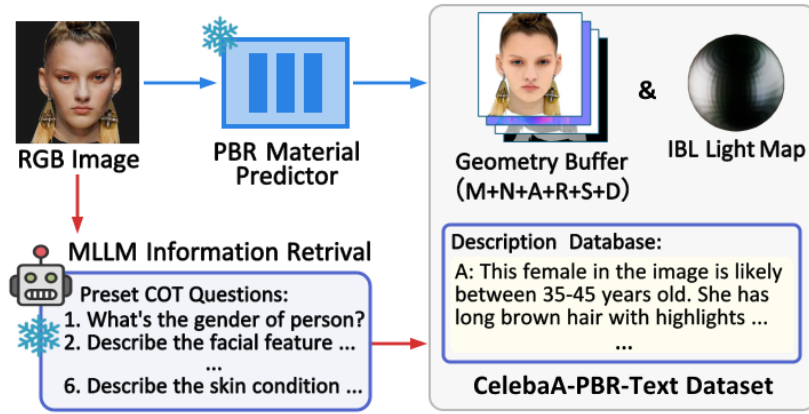 RGB Image
PBR Material
Predictor
Geometry Buffer
(M+N+A+R+S+D)
&
IBL Light Map
MLLM Information Retrival
Preset COT Questions:
1. What's the gender of person?
2. Describe the facial feature ...
...
6. Describe the skin condition ...
Description Database:
A: This female in the image is likely
between 35-45 years old. She has
long brown hair with highlights ...
...
CelebaA-PBR-Text Dataset